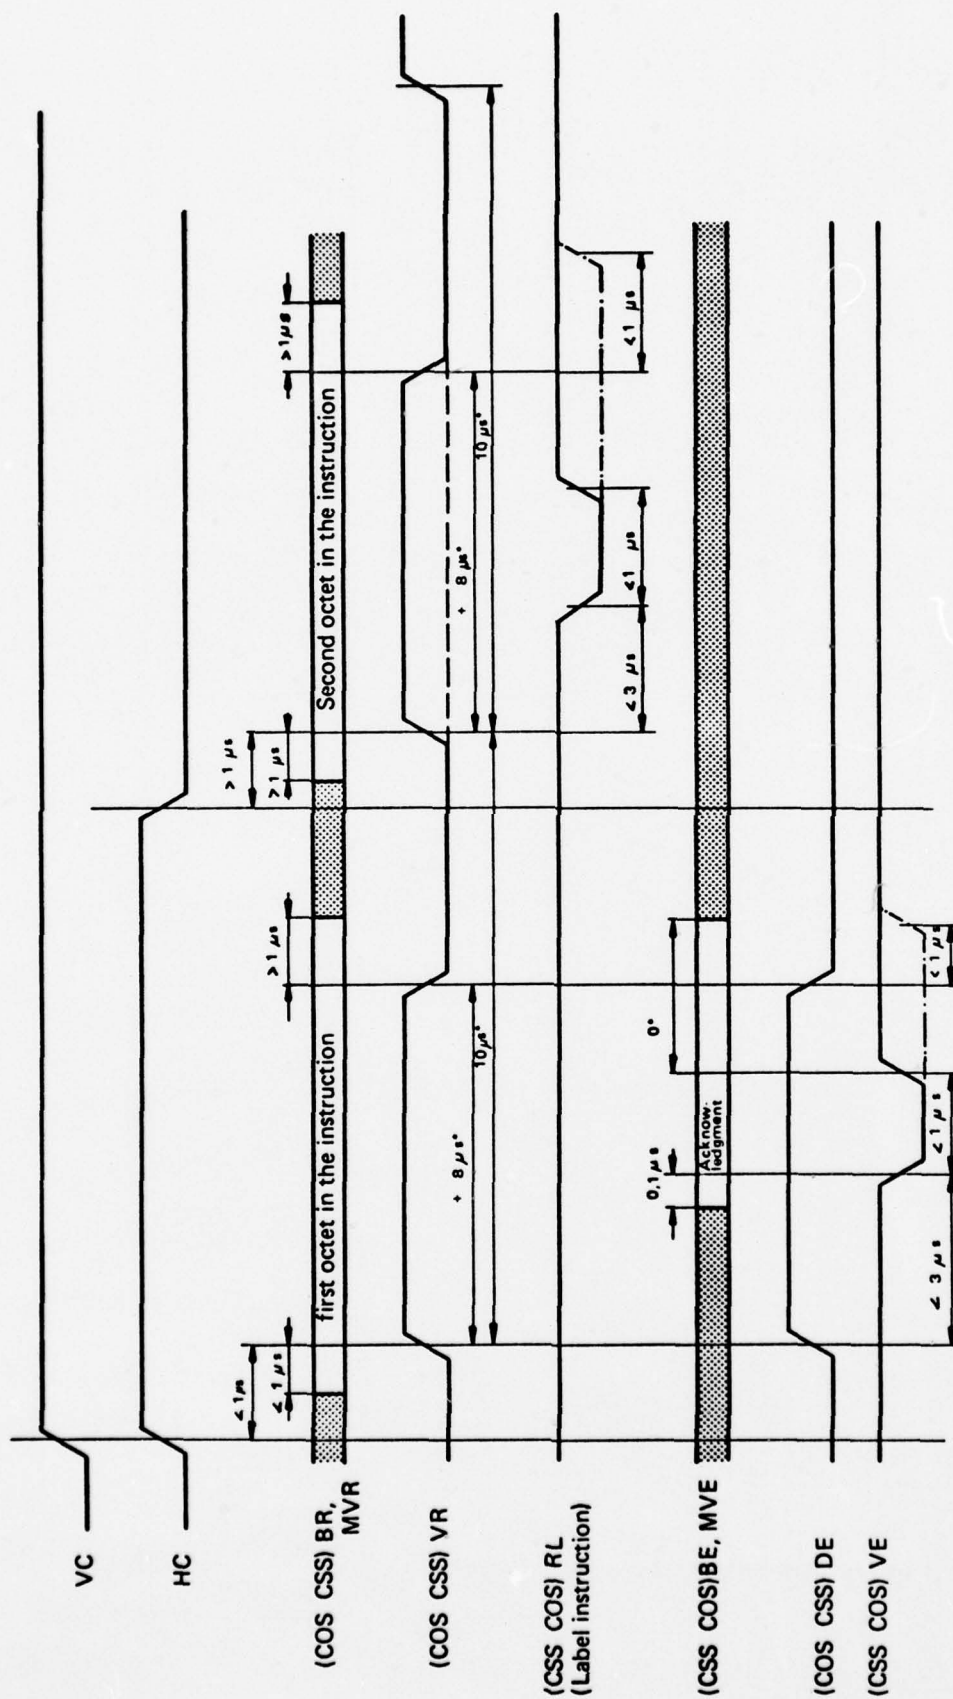 VC
HC
> 1 µs
> 1 µs
> 1 µs
> 1 µs
< 1 µs
< 1 µs
(COS CSS) BR,
MVR
first octet in the instruction
Second octet in the instruction
(COS CSS) VR
+ 8 µs*
10 µs*
+ 8 µs*
10 µs*
(CSS COS) RL
(Label instruction)
< 3 µs
< 1 µs
< 1 µs
(CSS COS)BE, MVE
0,1 µs
Acknow-
ledgment
0*
(COS CSS) DE
(CSS COS) VE
< 3 µs
< 1 µs
< 1 µs